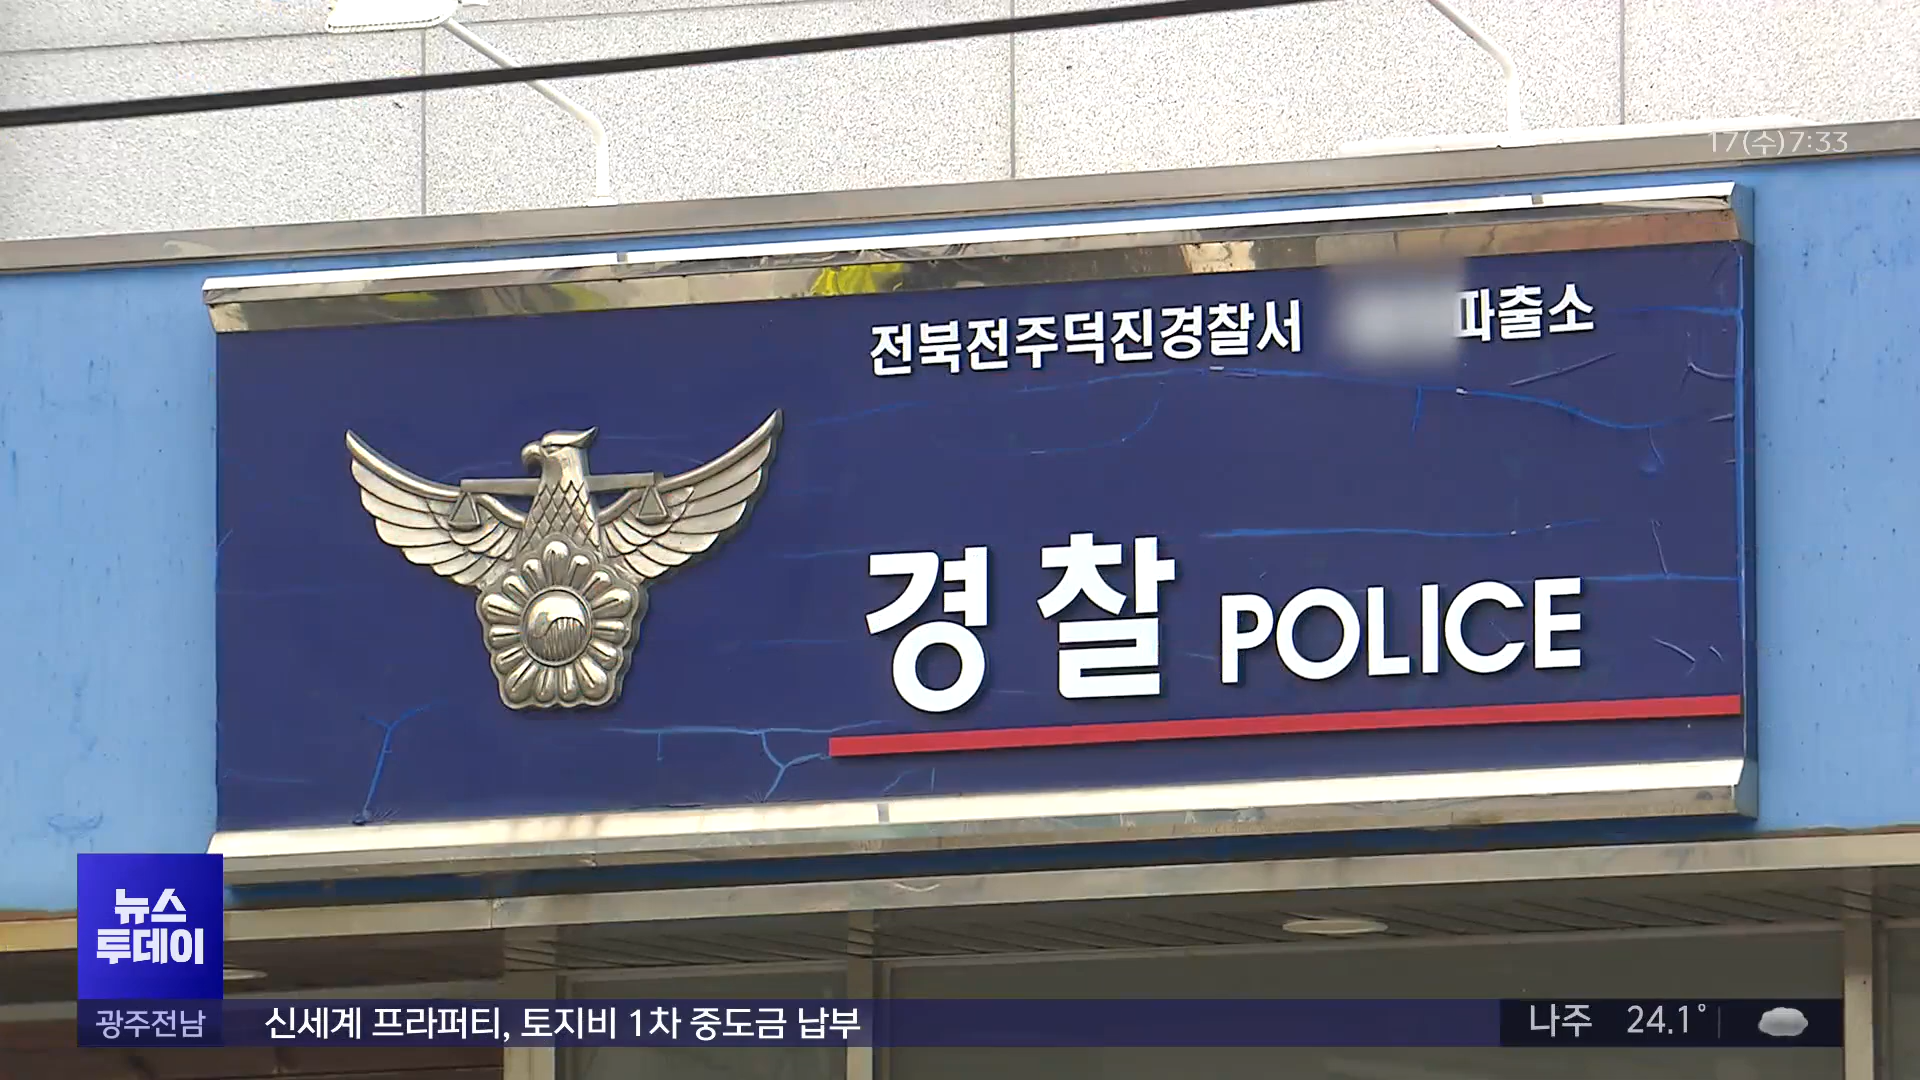 17(수)7:33
전북전주덕진경찰서 파출소
경찰 POLICE
뉴스
투데이
광주전남 신세계 프라퍼티, 토지비 1차 중도금 납부 나주 24.1°